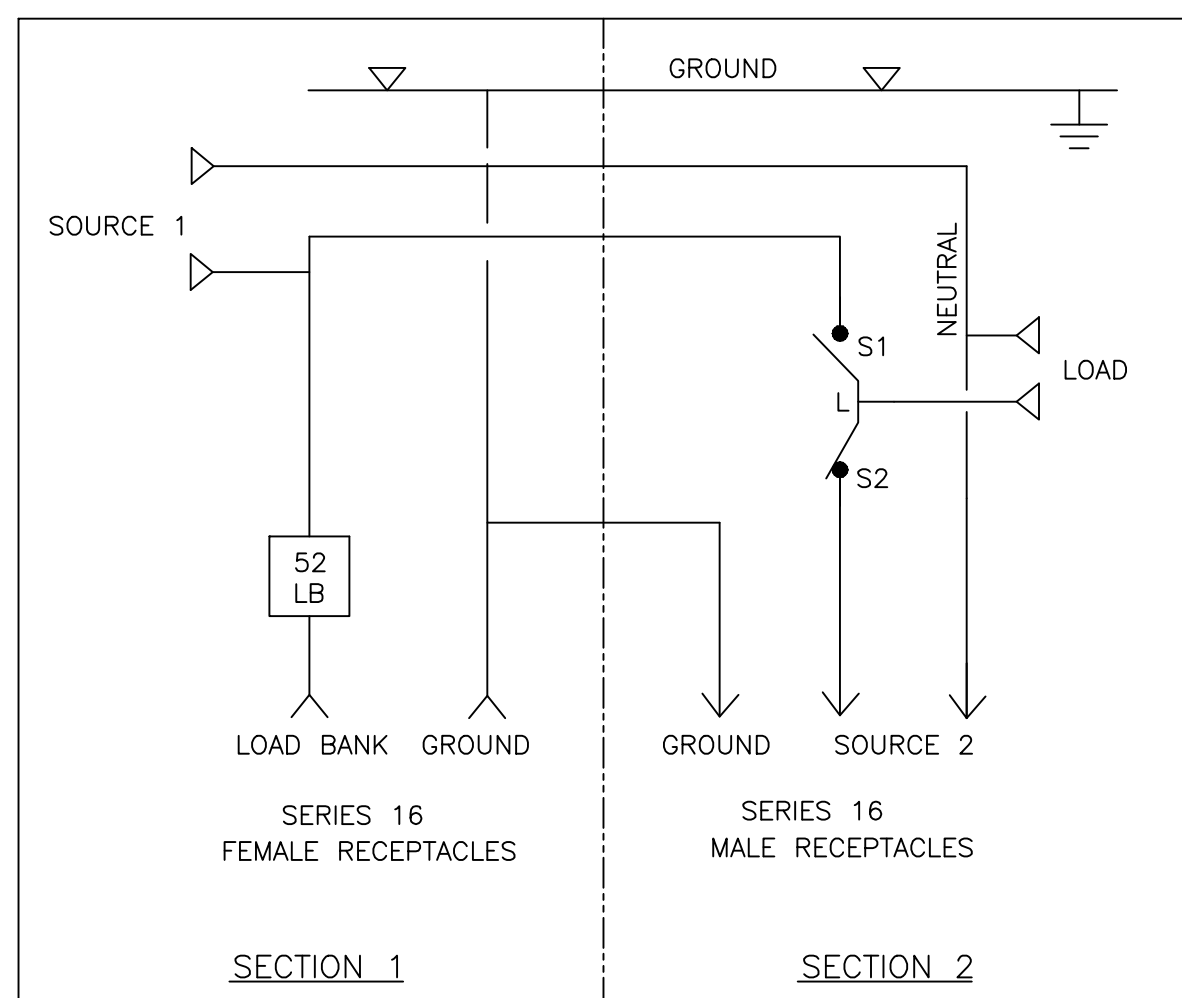 GROUND
SOURCE 1
NEUTRAL
S1
LOAD
L
S2
52
LB
LOAD BANK
GROUND
GROUND
SOURCE 2
SERIES 16
FEMALE RECEPTACLES
SERIES 16
MALE RECEPTACLES
SECTION 1
SECTION 2